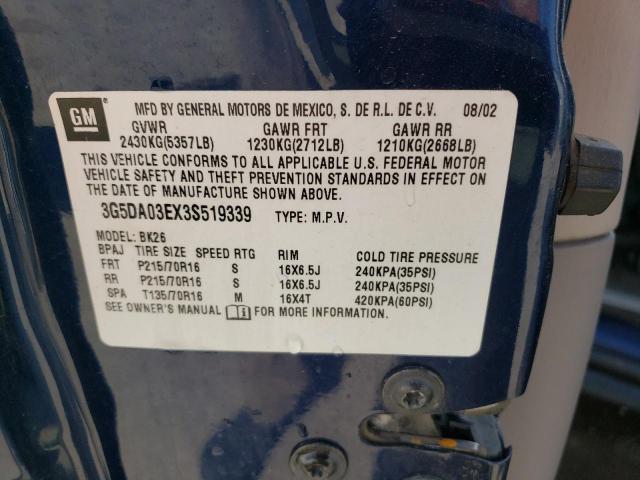 GM
MFD BY GENERAL MOTORS DE MEXICO, S. DE R.L. DE C.V. 08/02
GVWR GAWR FRT GAWR RR
2430KG(5357LB) 1230KG(2712LB) 1210KG(2668LB)
THIS VEHICLE CONFORMS TO ALL APPLICABLE U.S. FEDERAL MOTOR
VEHICLE SAFETY AND THEFT PREVENTION STANDARDS IN EFFECT ON
THE DATE OF MANUFACTURE SHOWN ABOVE.
3G5DA03EX3S519339 TYPE: M.P.V.
MODEL: BK26
BPAJ TIRE SIZE SPEED RTG RIM COLD TIRE PRESSURE
FRT P215/70R16 S 16X6.5J 240KPA(35PSI)
RR P215/70R16 S 16X6.5J 240KPA(35PSI)
SPA T135/70R16 M 16X4T 420KPA(60PSI)
SEE OWNER'S MANUAL FOR MORE INFORMATION.